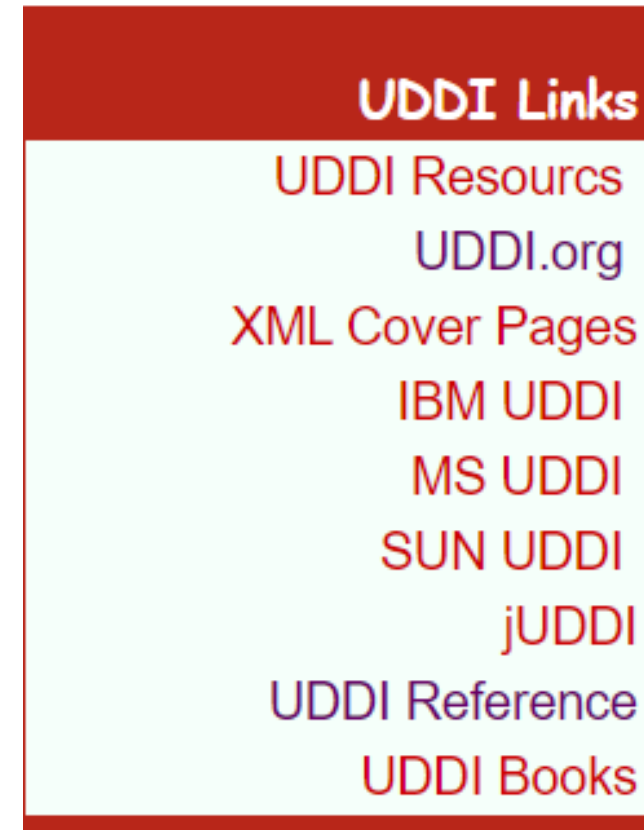 UDDI Links
UDDI Resourcs
UDDI.org
XML Cover Pages
IBM UDDI
MS UDDI
SUN UDDI
jUDDI
UDDI Reference
UDDI Books